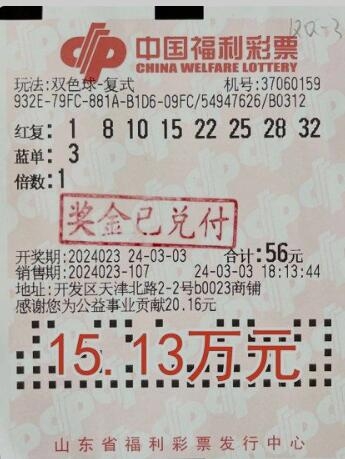 中国福利彩票
CHINA WELFARE LOTTERY
玩法:双色球-复式 机号:37060159
932E-79FC-881A-B1D6-09FC/54947626/B0312
红复: 1 8 10 15 22 25 28 32
蓝单: 3
倍数:1
奖金已兑付
开奖期:2024023 24-03-03 合计:56元
销售期:2024023-107 24-03-03 18:13:44
地址:开发区天津北路2-2号b0023商铺
感谢您为公益事业贡献20.16元
15.13万元
山东省福利彩票发行中心